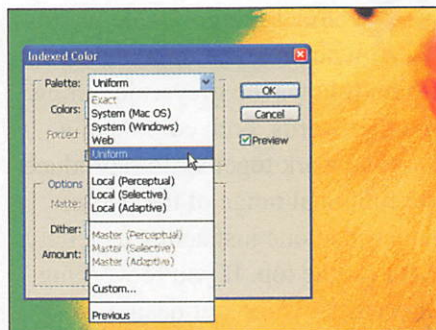 Indexed Color
Palette: Uniform
OK
Exact
Colors:
System (Mac OS)
Cancel
System (Windows)
Forced:
Web
Preview
Uniform
Options
Local (Perceptual)
Matte:
Local (Selective)
Local (Adaptive)
Dither:
Master (Perceptual)
Amount:
Master (Selective)
Master (Adaptive)
Custom...
Previous